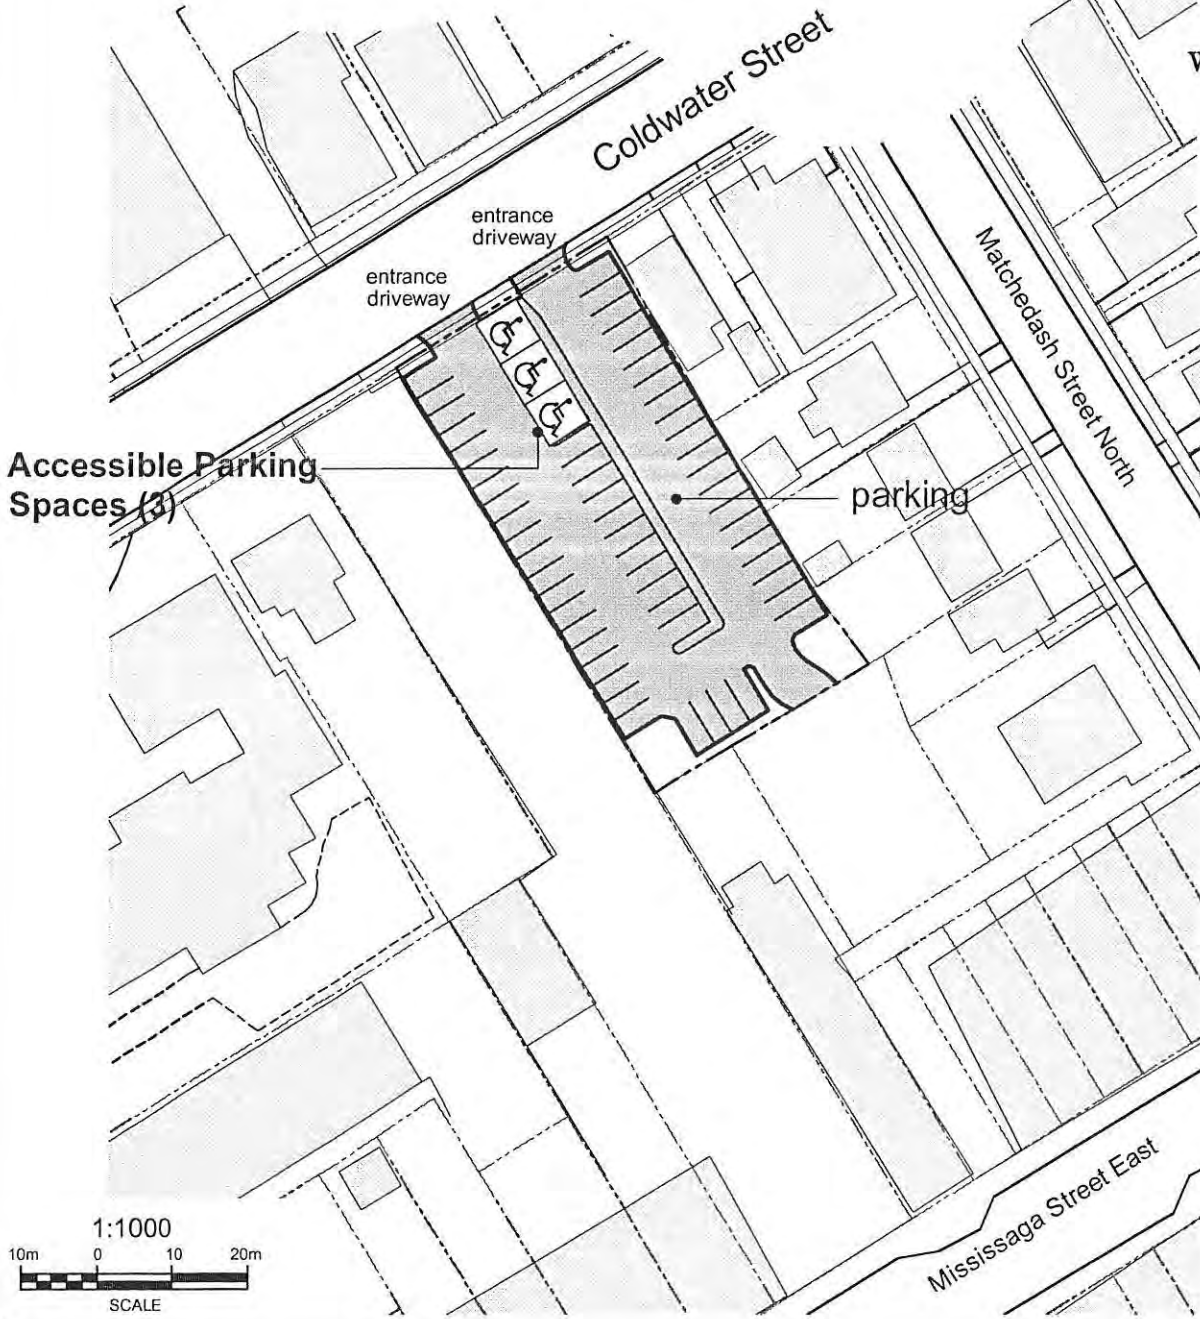 Coldwater Street
entrance
driveway
entrance
driveway
Matchedash Street North
Accessible Parking
Spaces (3)
parking
Mississaga Street East
1:1000
10m 0 10 20m
SCALE